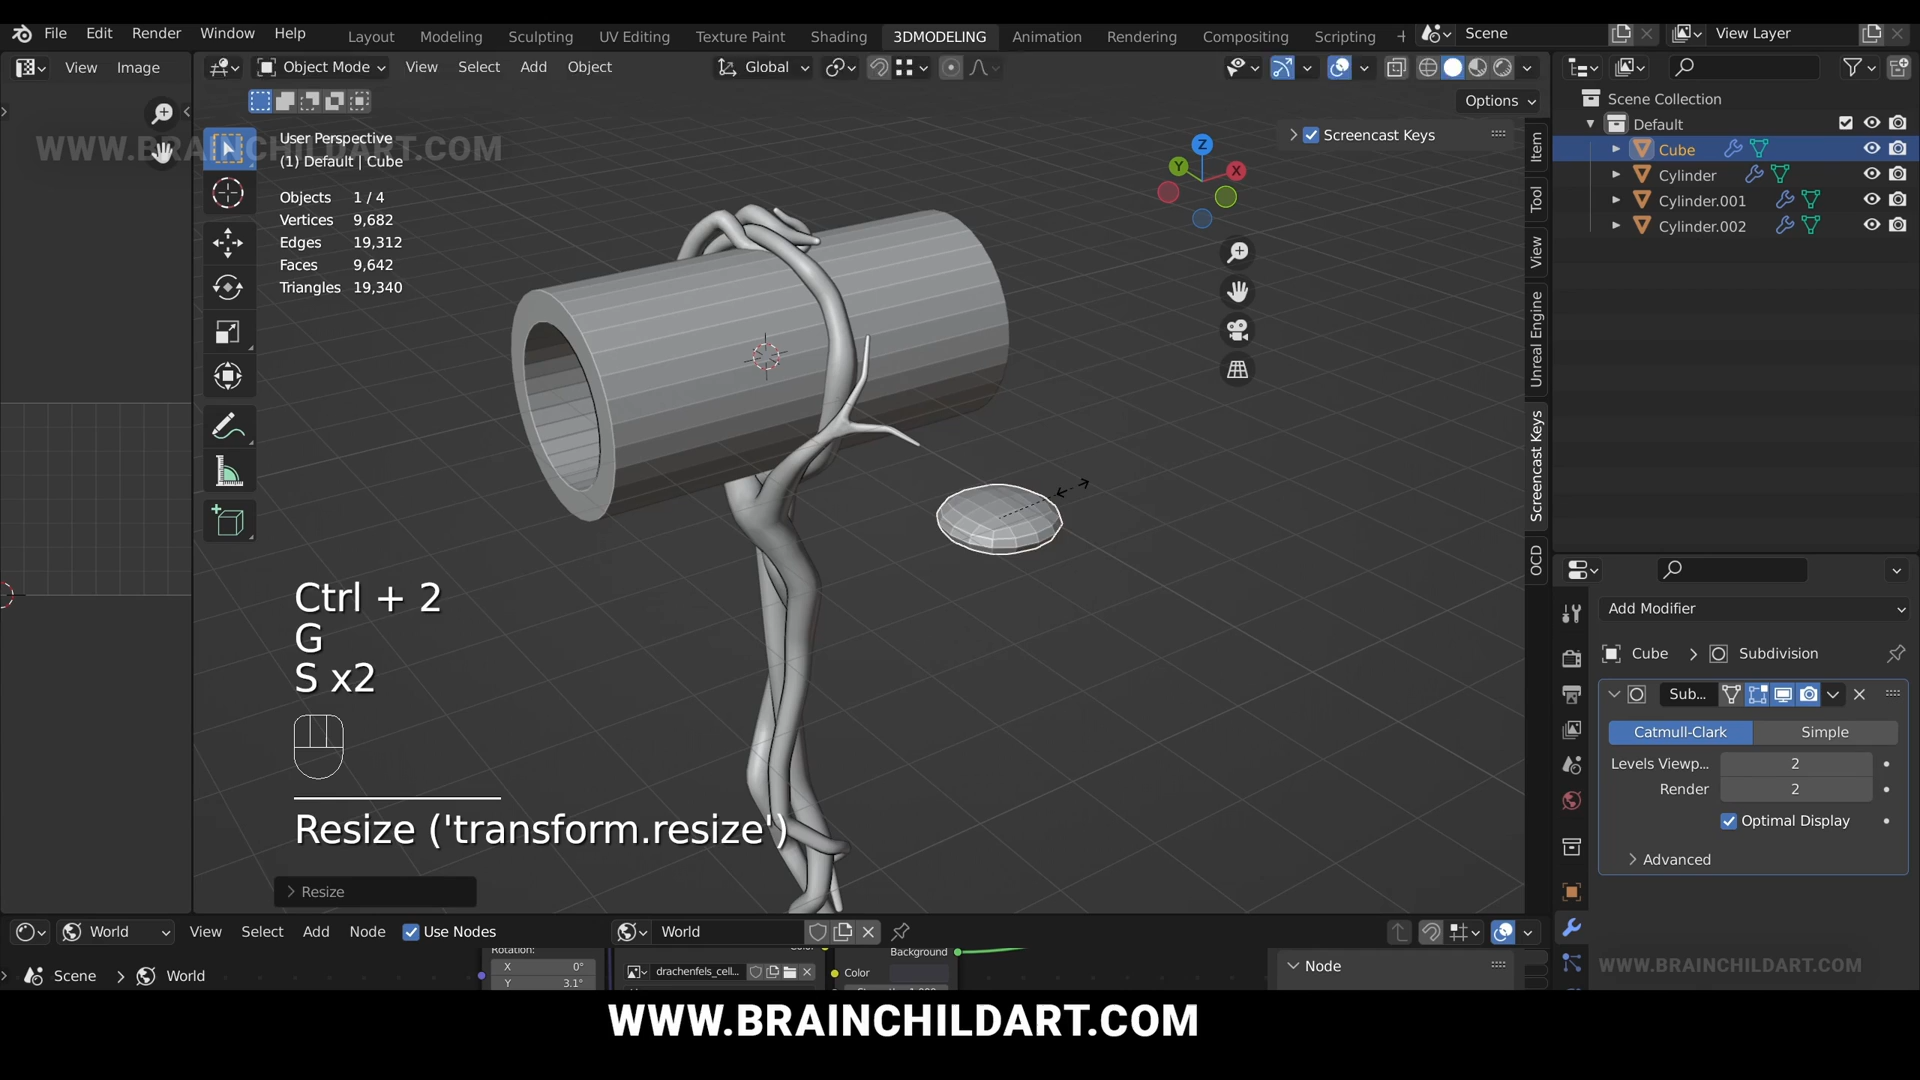 File Edit Render Window Help
Layout Modeling Sculpting UV Editing Texture Paint Shading 3DMODELING Animation Rendering Compositing Scripting +
Scene
View Layer
View Image
Object Mode View Select Add Object
Global
Options
WWW.BRAINCHILDART.COM
User Perspective
(1) Default | Cube
Objects 1 / 4
Vertices 9,682
Edges 19,312
Faces 9,642
Triangles 19,340
Screencast Keys
Z
Y
X
Item
Tool
View
Unreal Engine
Screencast Keys
OCD
Scene Collection
Default
Cube
Cylinder
Cylinder.001
Cylinder.002
Ctrl + 2
G
S x2
Resize ('transform.resize')
Resize
Add Modifier
Cube > Subdivision
Sub...
Catmull-Clark Simple
Levels Viewp... 2
Render 2
Optimal Display
Advanced
World View Select Add Node Use Nodes
World
Scene > World
Rotation:
X 0°
Y 3.1°
drachenfels_cell...
Background
Color
Node
WWW.BRAINCHILDART.COM
WWW.BRAINCHILDART.COM